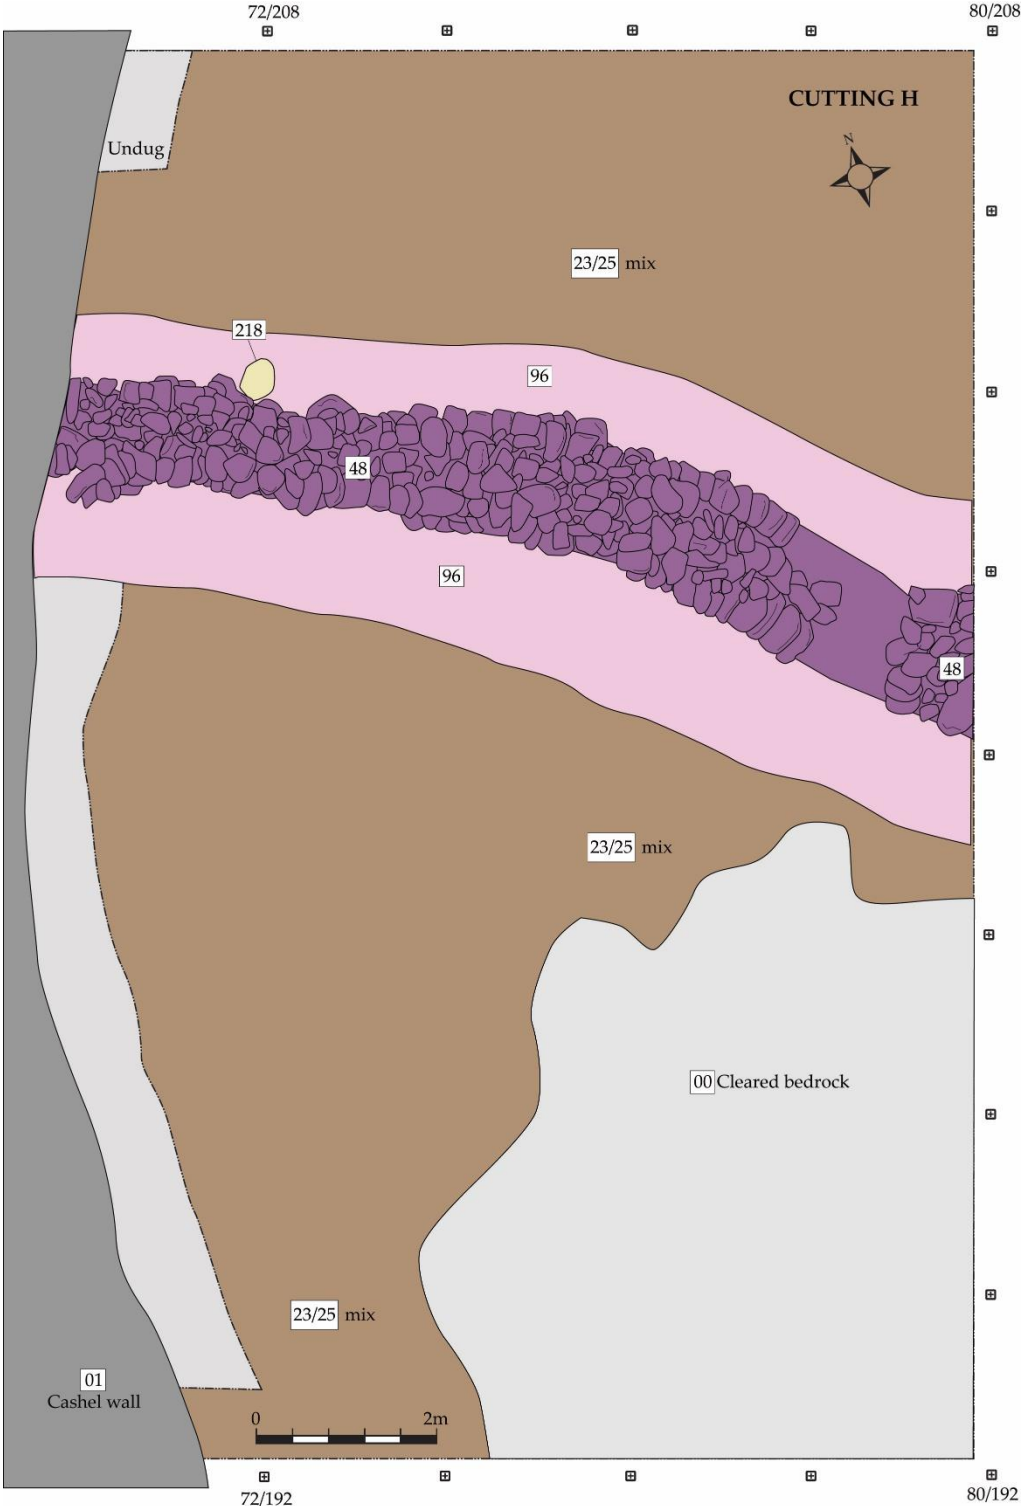 72/208
80/208
CUTTING H
Undug
N
23/25 mix
218
96
48
96
48
23/25 mix
00 Cleared bedrock
23/25 mix
01
Cashel wall
0 2m
72/192
80/192